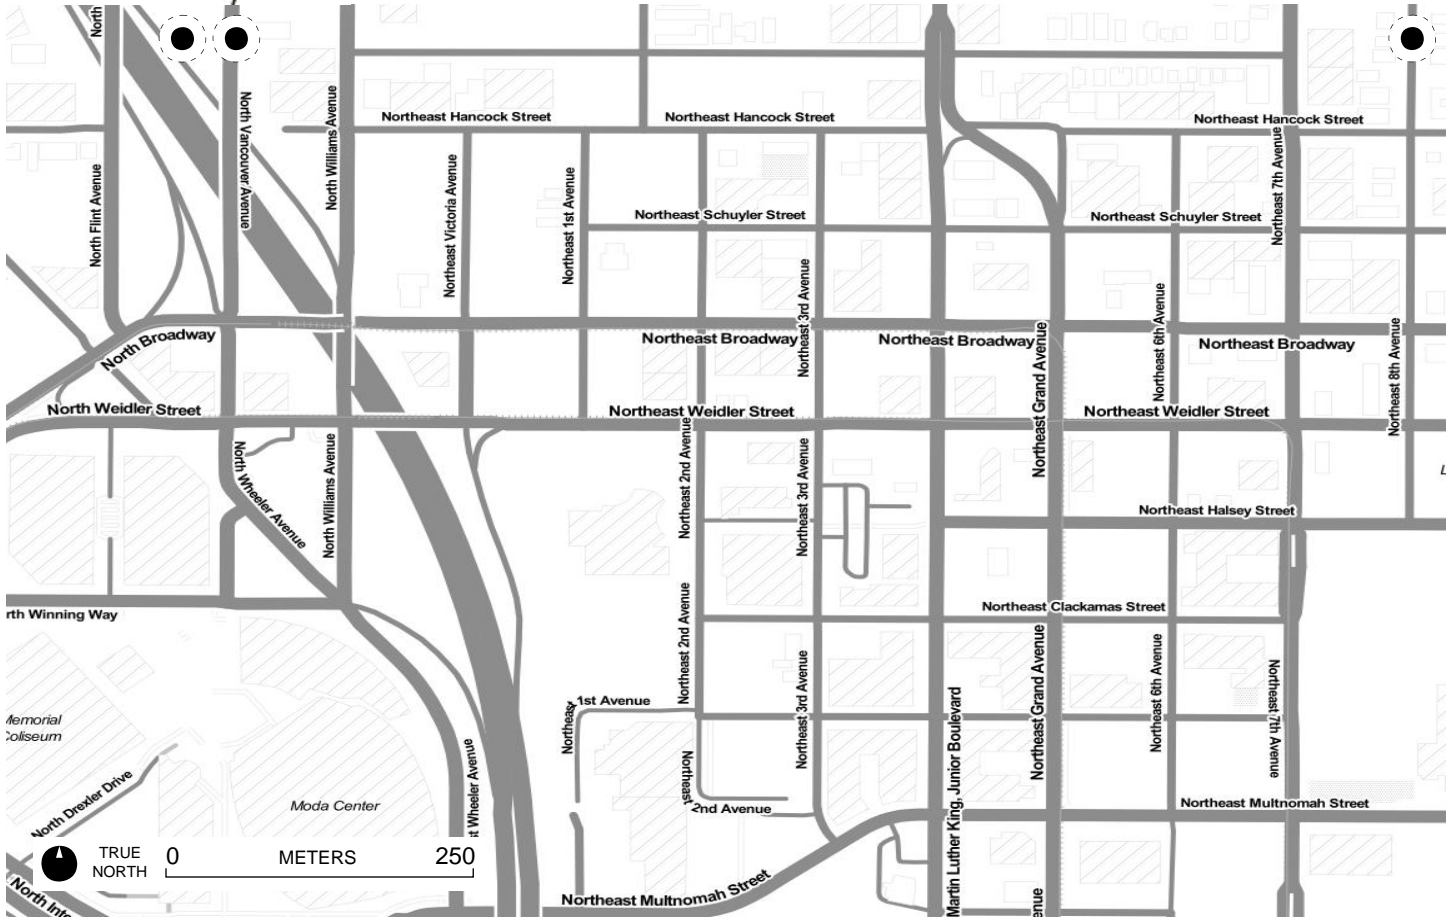 North
North Flint Avenue
North Vancouver Avenue
North Williams Avenue
Northeast Hancock Street
Northeast Hancock Street
Northeast Hancock Street
Northeast Victoria Avenue
Northeast 1st Avenue
Northeast Schuyler Street
Northeast Schuyler Street
Northeast 7th Avenue
Northeast 3rd Avenue
Northeast 6th Avenue
Northeast 8th Avenue
North Broadway
Northeast Broadway
Northeast Broadway
Northeast Broadway
Northeast Grand Avenue
North Weidler Street
Northeast Weidler Street
Northeast Weidler Street
North Wheeler Avenue
North Williams Avenue
Northeast 2nd Avenue
Northeast 3rd Avenue
L
Northeast Halsey Street
rth Winning Way
Northeast 2nd Avenue
Northeast Clackamas Street
Northeast 3rd Avenue
Northeast Grand Avenue
Northeast 6th Avenue
Northeast 7th Avenue
Northeast 1st Avenue
Memorial
Coliseum
Northeast 2nd Avenue
Martin Luther King, Junior Boulevard
North Drexler Drive
Moda Center
st Wheeler Avenue
Northeast Multnomah Street
TRUE
NORTH
0 METERS 250
North Inte
Northeast Multnomah Street
enue